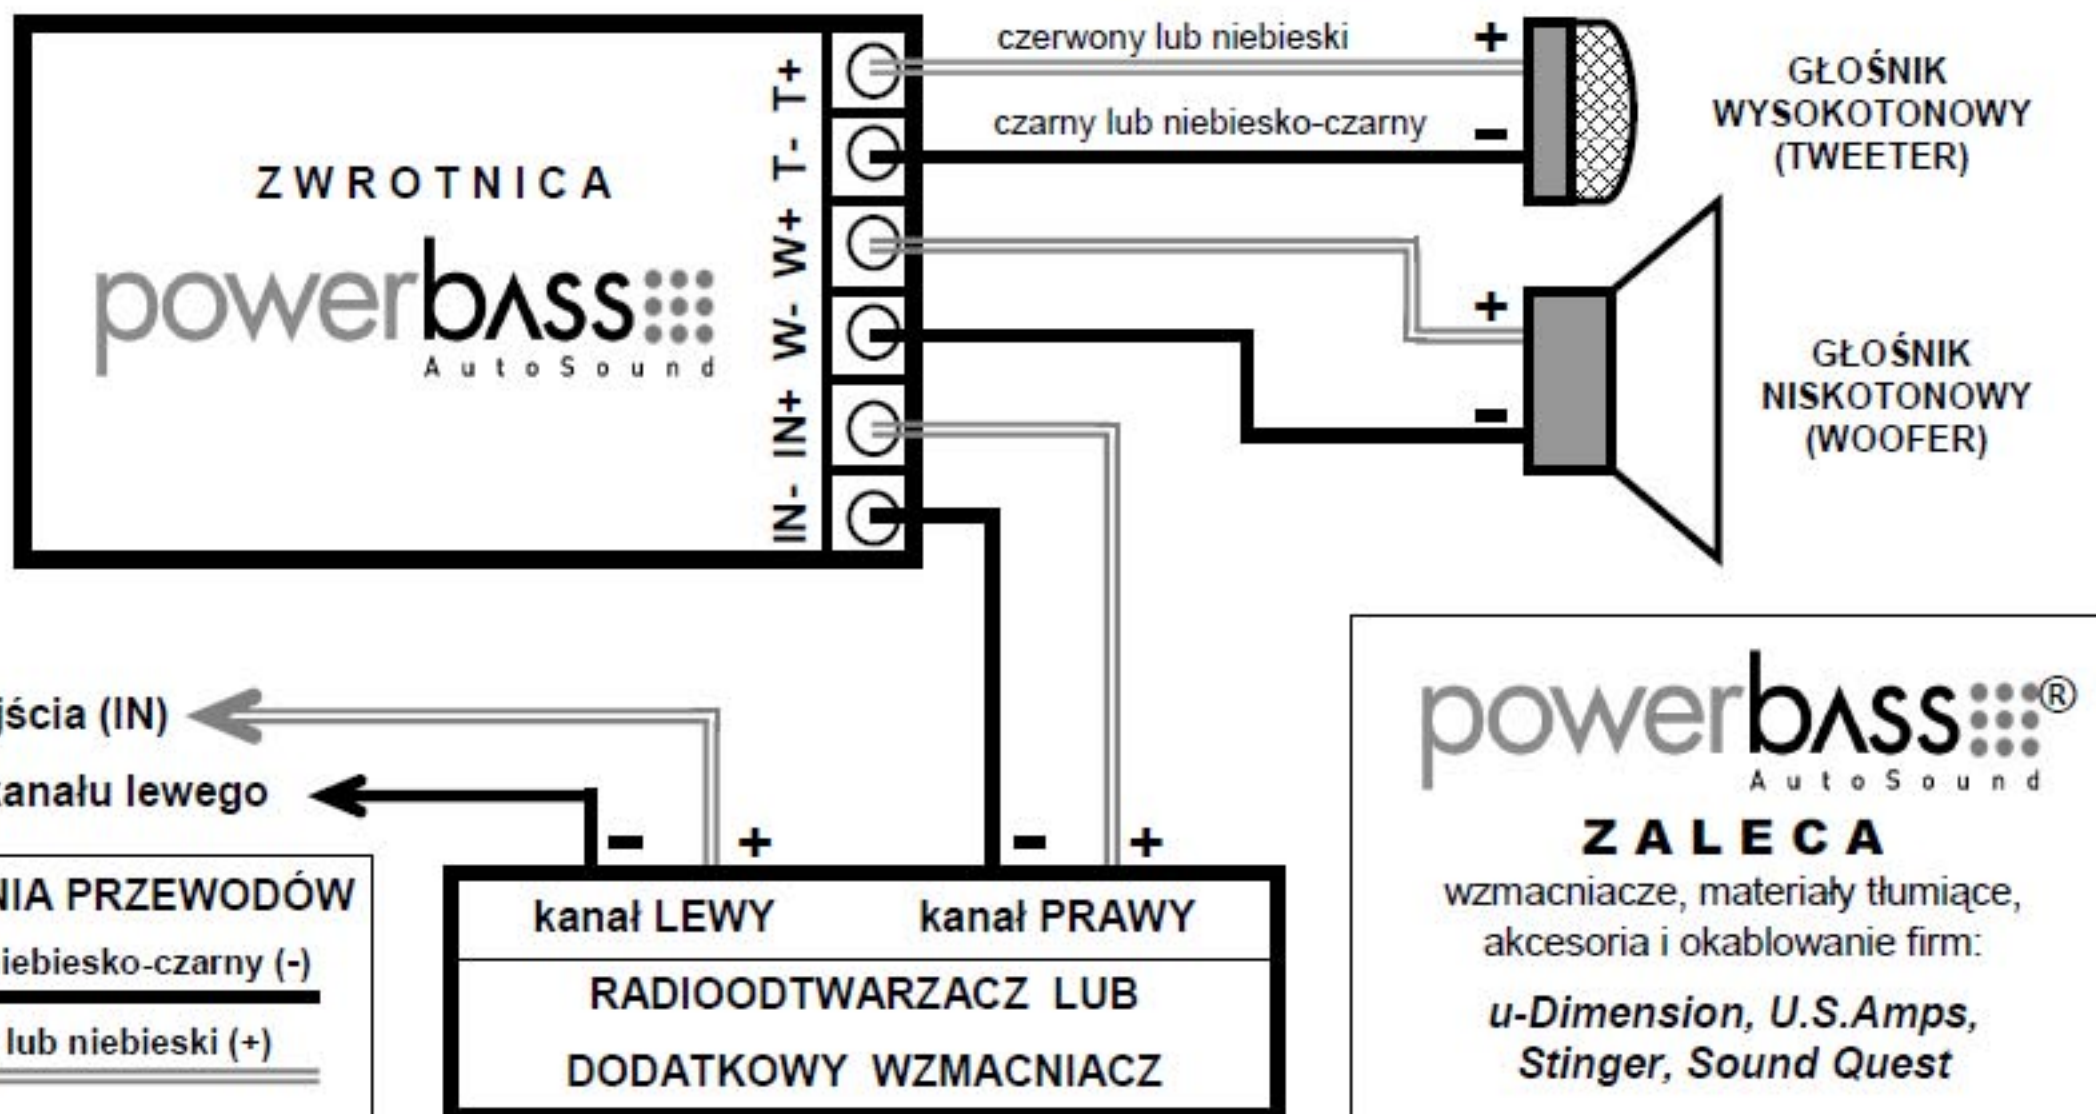 ZWROTNICA
powerbass
AutoSound
T+
T-
W+
W-
IN+
IN-
czerwony lub niebieski
+
czarny lub niebiesko-czarny
-
GŁOŚNIK
WYSOKOTONOWY
(TWEETER)
+
-
GŁOŚNIK
NISKOTONOWY
(WOOFER)
jścia (IN)
kanału lewego
- +
- +
NIA PRZEWODÓW
iebiesko-czarny (-)
lub niebieski (+)
kanał LEWY
kanał PRAWY
RADIOODTWARZACZ LUB
DODATKOWY WZMACNIACZ
powerbass®
AutoSound
ZALECA
wzmacniacze, materiały tłumiące,
akcesoria i okablowanie firm:
u-Dimension, U.S.Amps,
Stinger, Sound Quest